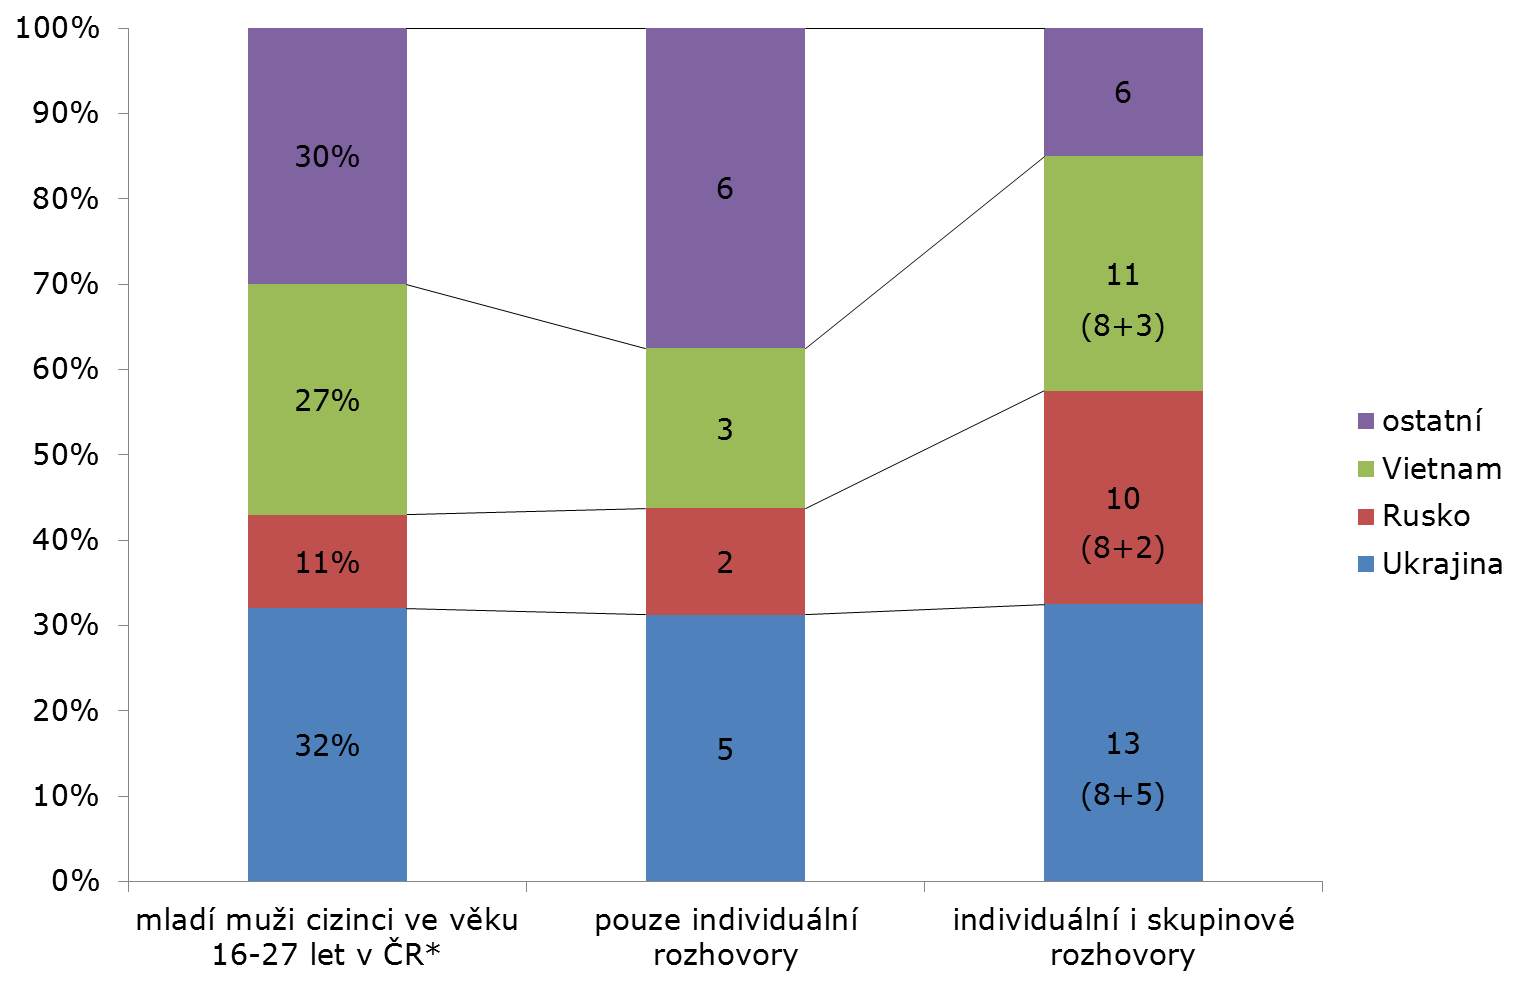 100%
90%
80%
70%
60%
50%
40%
30%
20%
10%
0%
30%
27%
11%
32%
6
3
2
5
6
11
(8+3)
10
(8+2)
13
(8+5)
mladí muži cizinci ve věku
16-27 let v ČR*
pouze individuální
rozhovory
individuální i skupinové
rozhovory
ostatní
Vietnam
Rusko
Ukrajina